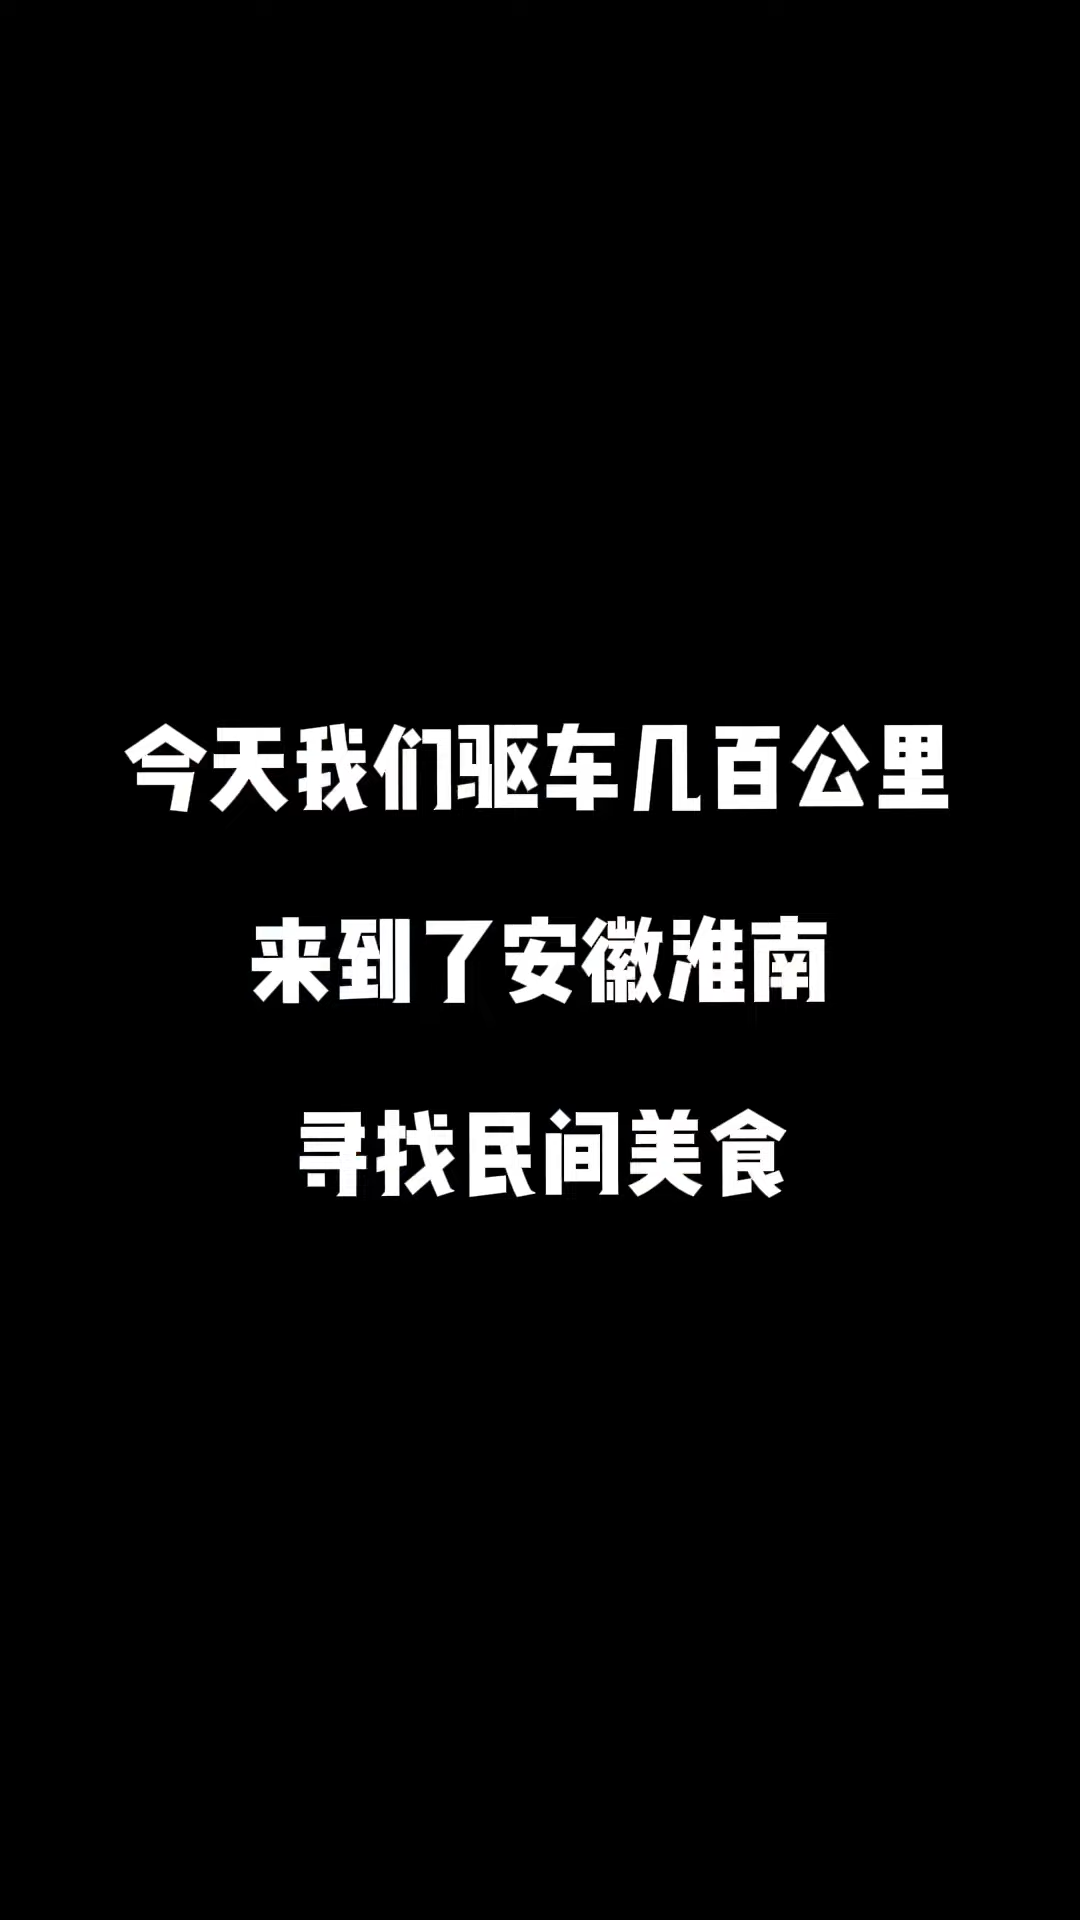 今天我们驱车几百公里
来到了安徽淮南
寻找民间美食